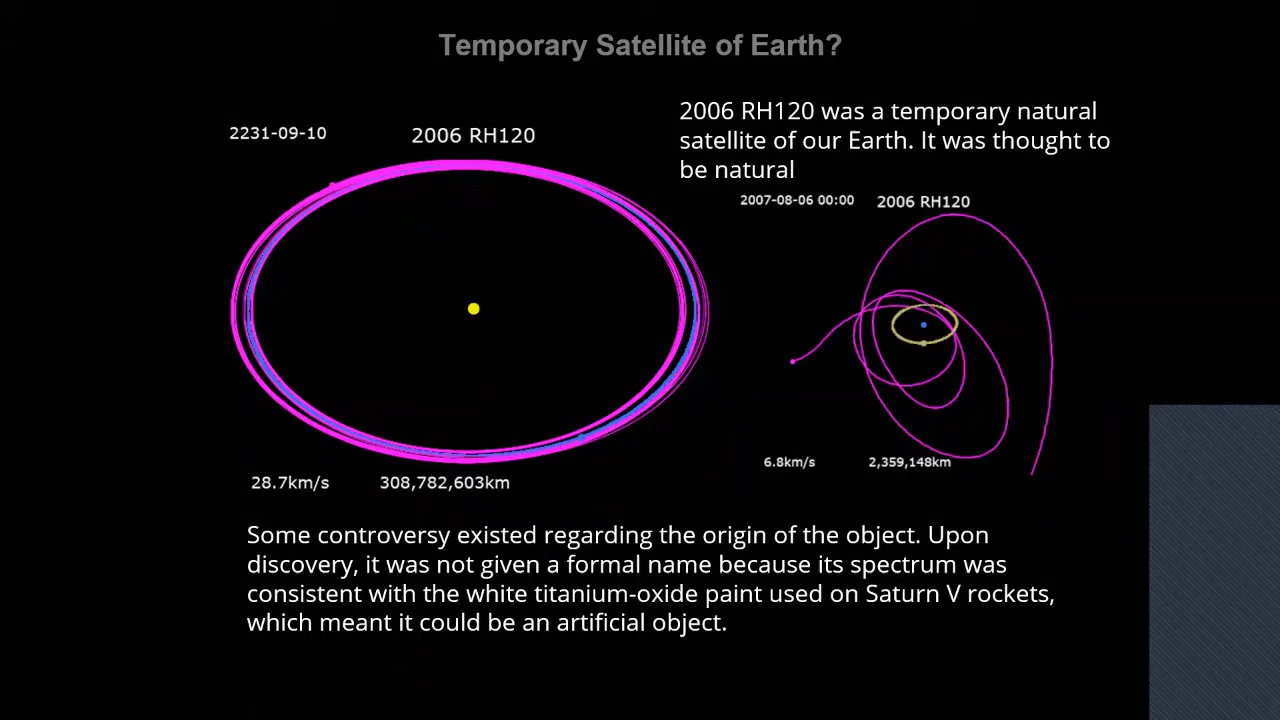 Temporary Satellite of Earth?
2231-09-10
2006 RH120
28.7km/s
308,782,603km
2006 RH120 was a temporary natural
satellite of our Earth. It was thought to
be natural
2007-08-06 00:00
2006 RH120
6.8km/s
2,359,148km
Some controversy existed regarding the origin of the object. Upon
discovery, it was not given a formal name because its spectrum was
consistent with the white titanium-oxide paint used on Saturn V rockets,
which meant it could be an artificial object.